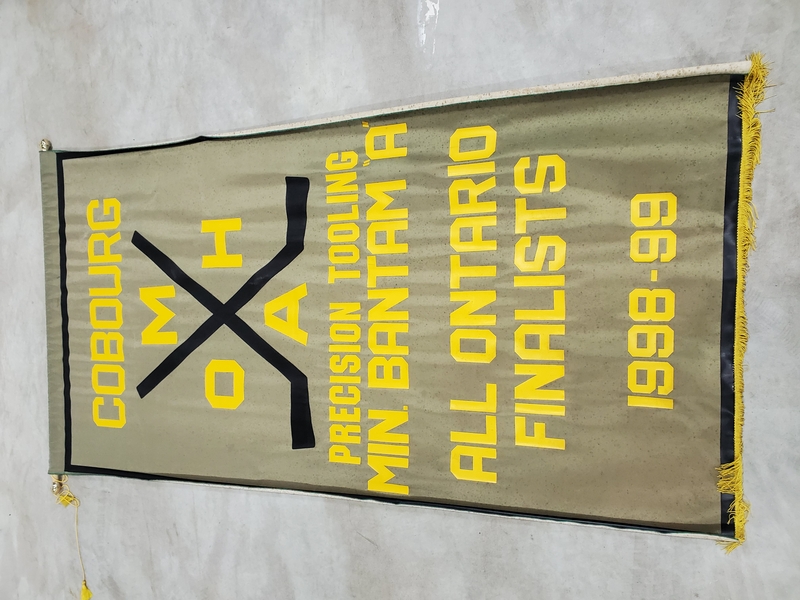 COBOURG
M
O H
A
PRECISION TOOLING
MIN. BANTAM "A"
ALL ONTARIO
FINALISTS
1998-99